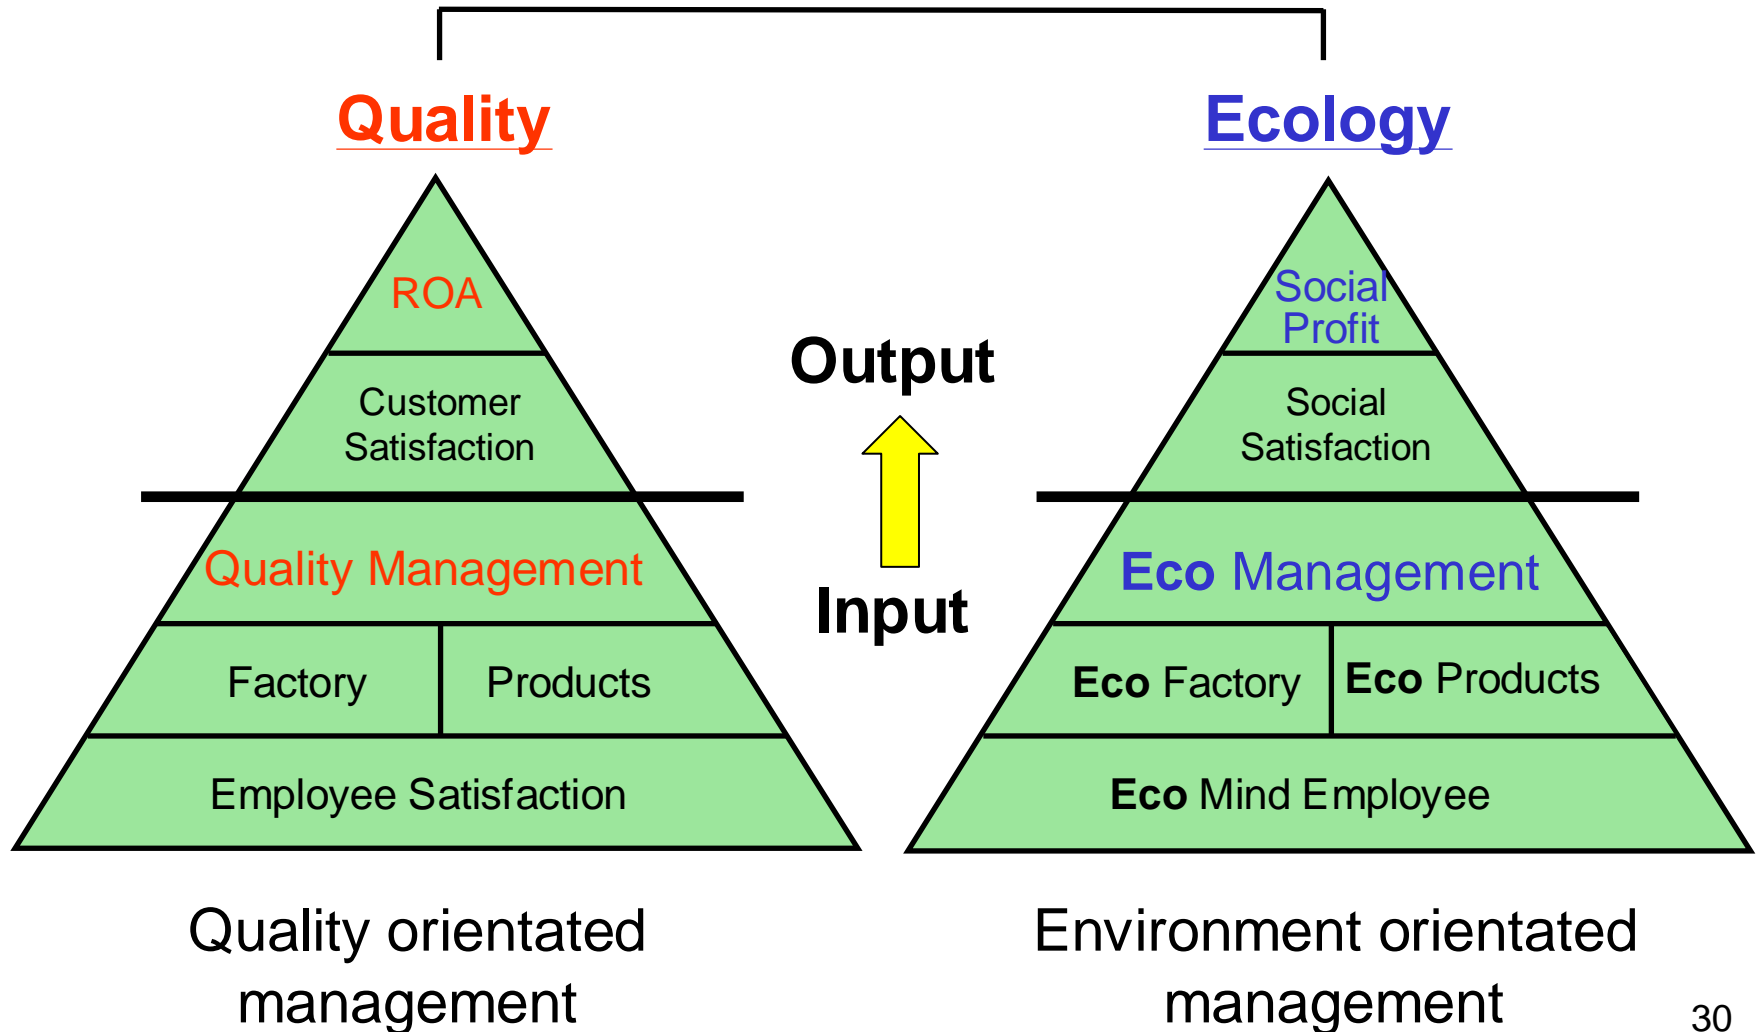 Quality
ROA
Customer
Satisfaction
Quality Management
Factory
Products
Employee Satisfaction
Quality orientated
management
Output
Input
Ecology
Social
Profit
Social
Satisfaction
Eco Management
Eco Factory
Eco Products
Eco Mind Employee
Environment orientated
management
30